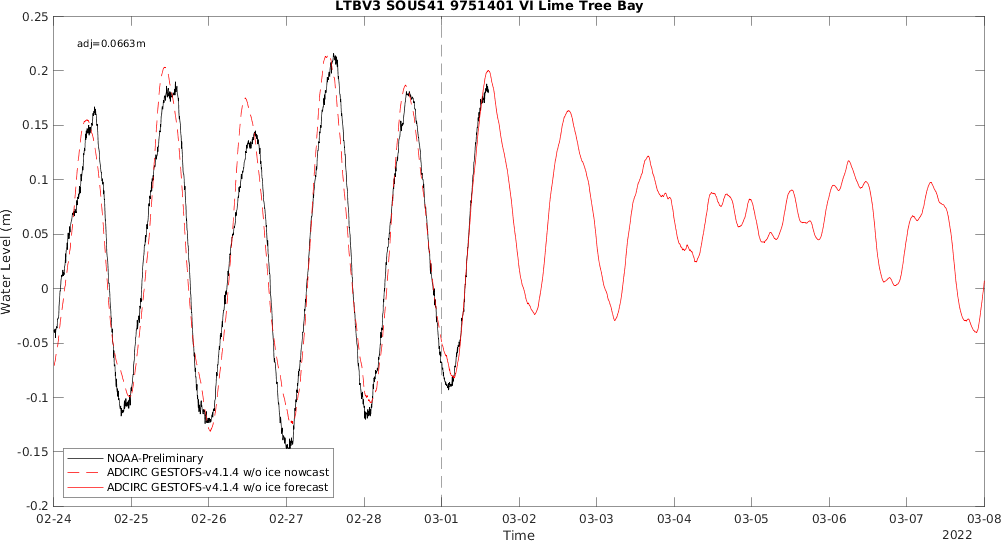 LTBV3 SOUS41 9751401 VI Lime Tree Bay
adj=0.0663m
0.25
0.2
0.15
0.1
0.05
0
-0.05
-0.1
-0.15
-0.2
Water Level (m)
NOAA-Preliminary
ADCIRC GESTOFS-v4.1.4 w/o ice nowcast
ADCIRC GESTOFS-v4.1.4 w/o ice forecast
02-24 02-25 02-26 02-27 02-28 03-01 03-02 03-03 03-04 03-05 03-06 03-07 03-08
Time
2022